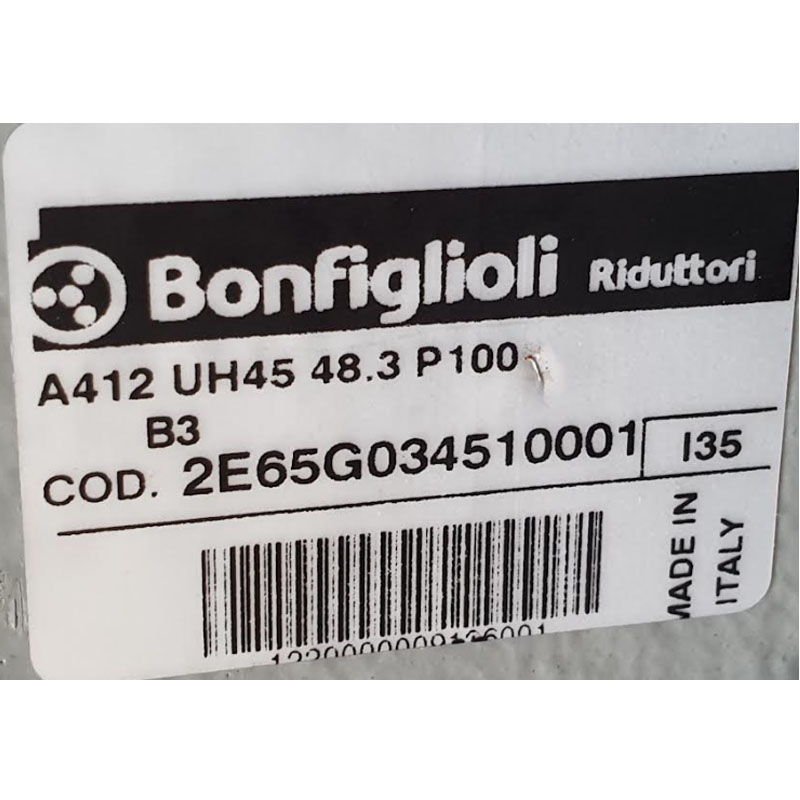 Bonfiglioli Riduttori
A412 UH45 48.3 P100
B3
COD. 2E65G034510001 I35
MADE IN
ITALY